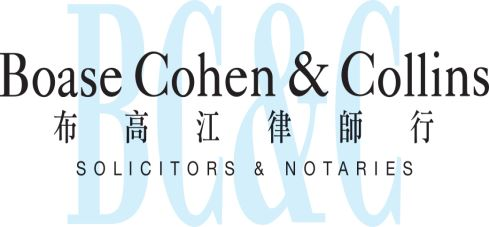 BC&C
Boase Cohen & Collins
布高江律師行
SOLICITORS & NOTARIES